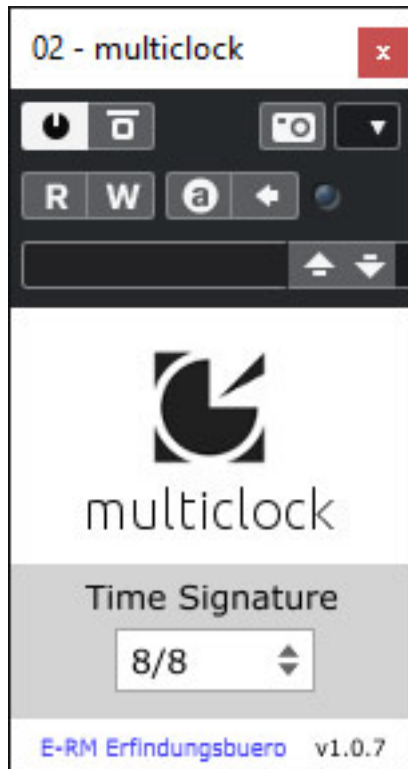 02 - multiclock
x
R W a
multiclock
Time Signature
8/8
E-RM Erfindungsbuero v1.0.7